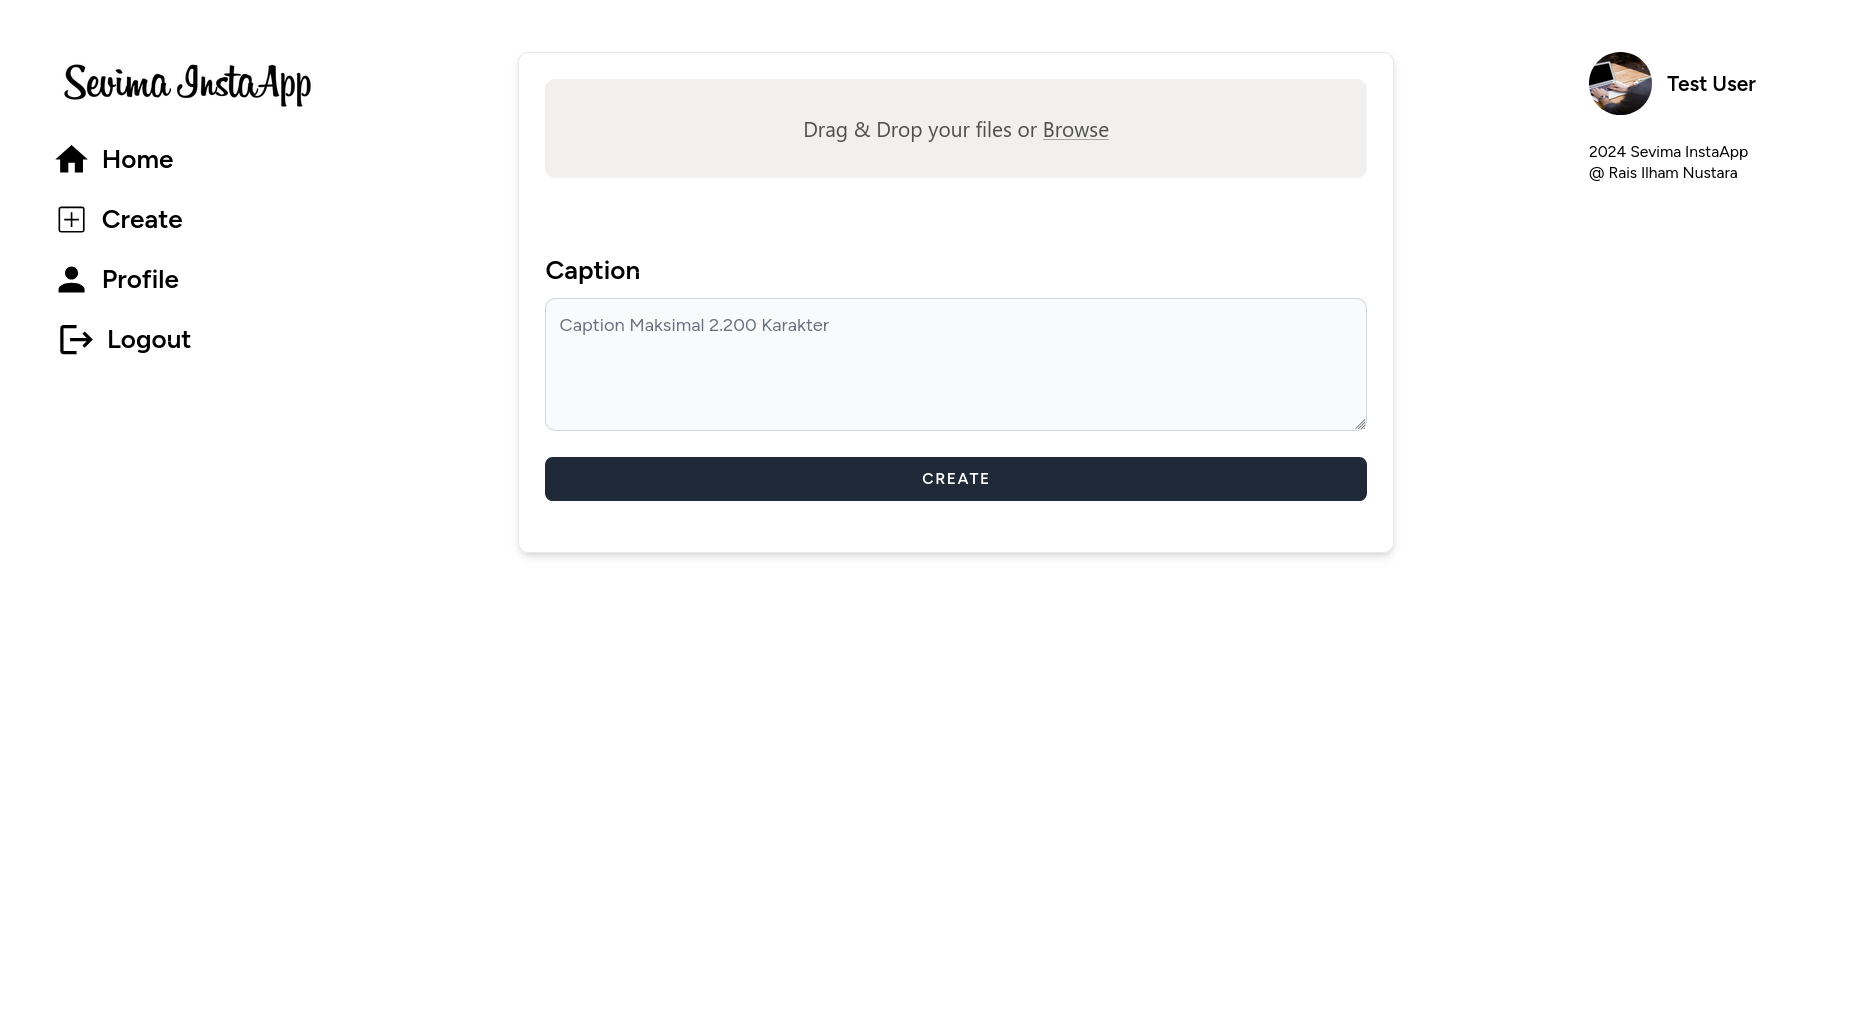 Sevima InstaApp
Home
Create
Profile
Logout
Drag & Drop your files or Browse
Caption
Caption Maksimal 2.200 Karakter
CREATE
Test User
2024 Sevima InstaApp
@ Rais Ilham Nustara